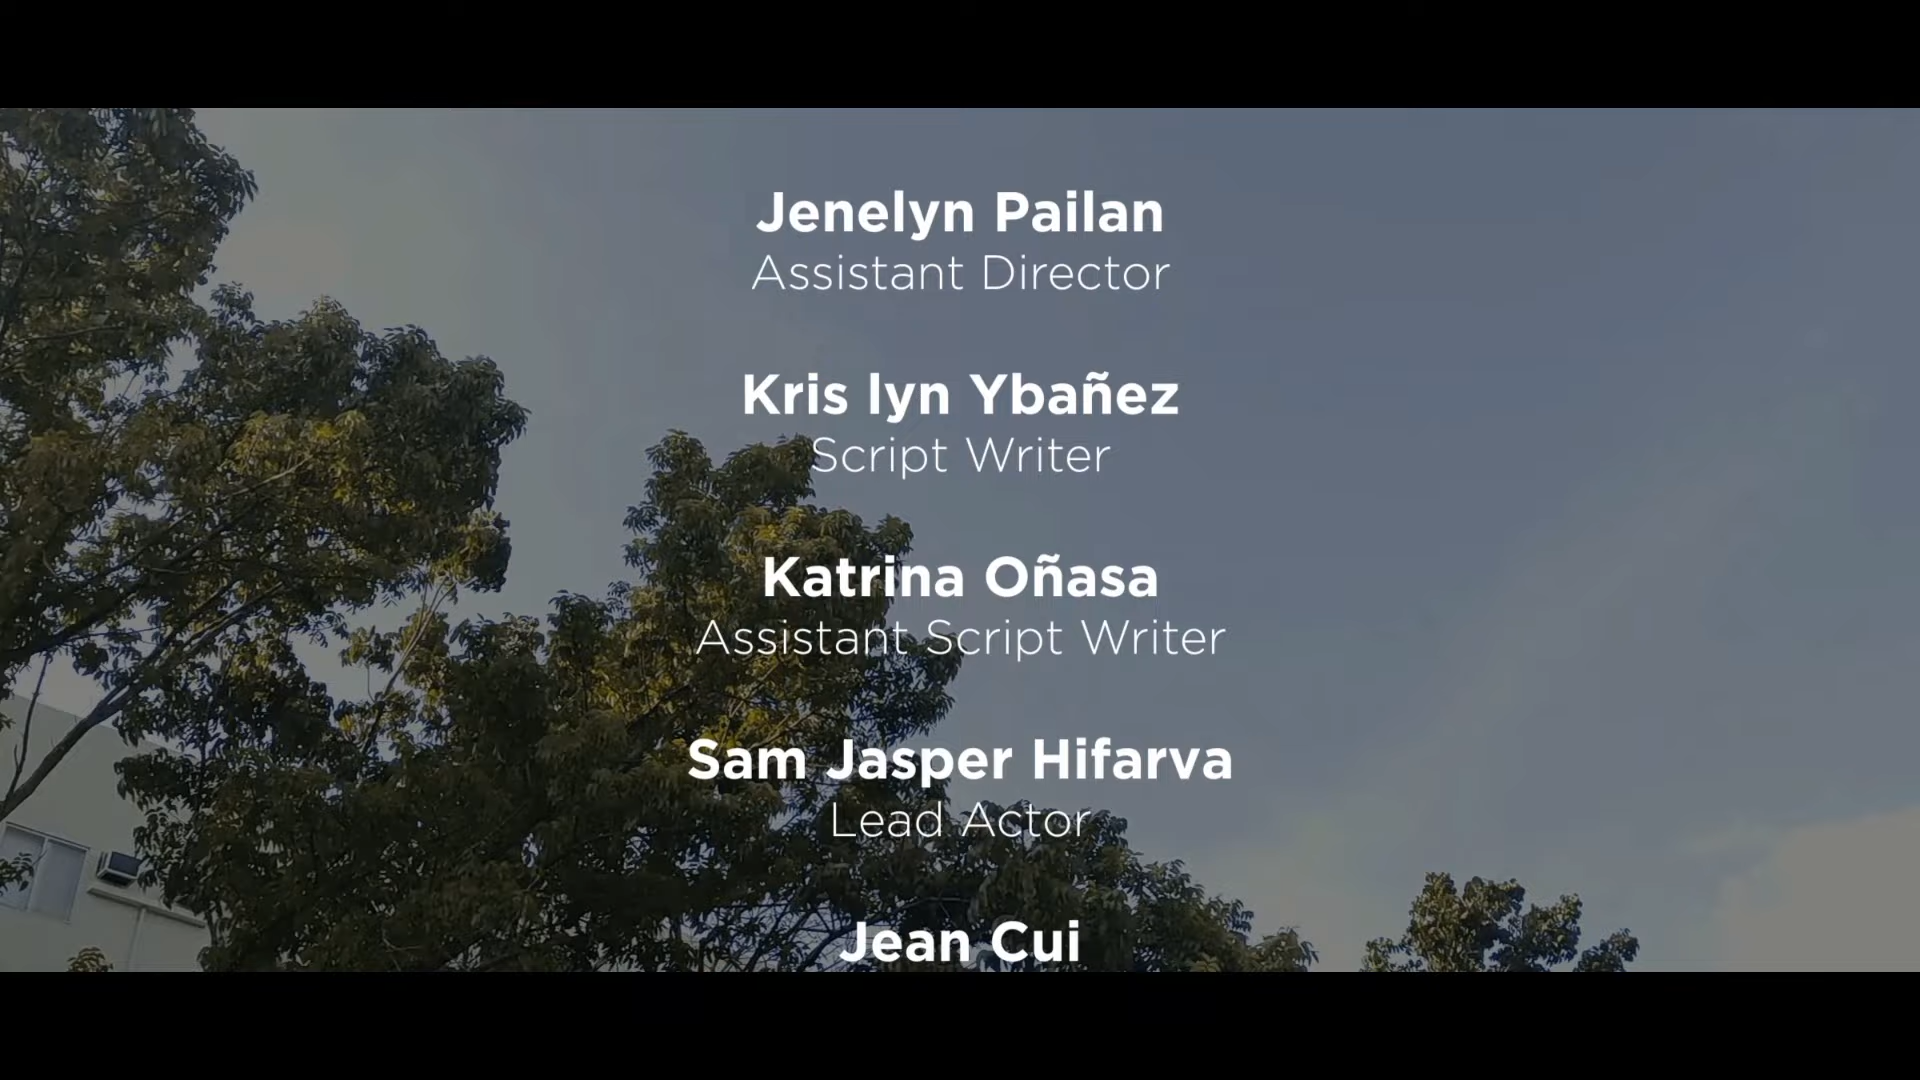 Jenelyn Pailan
Assistant Director
Kris lyn Ybañez
Script Writer
Katrina Oñasa
Assistant Script Writer
Sam Jasper Hifarva
Lead Actor
Jean Cui